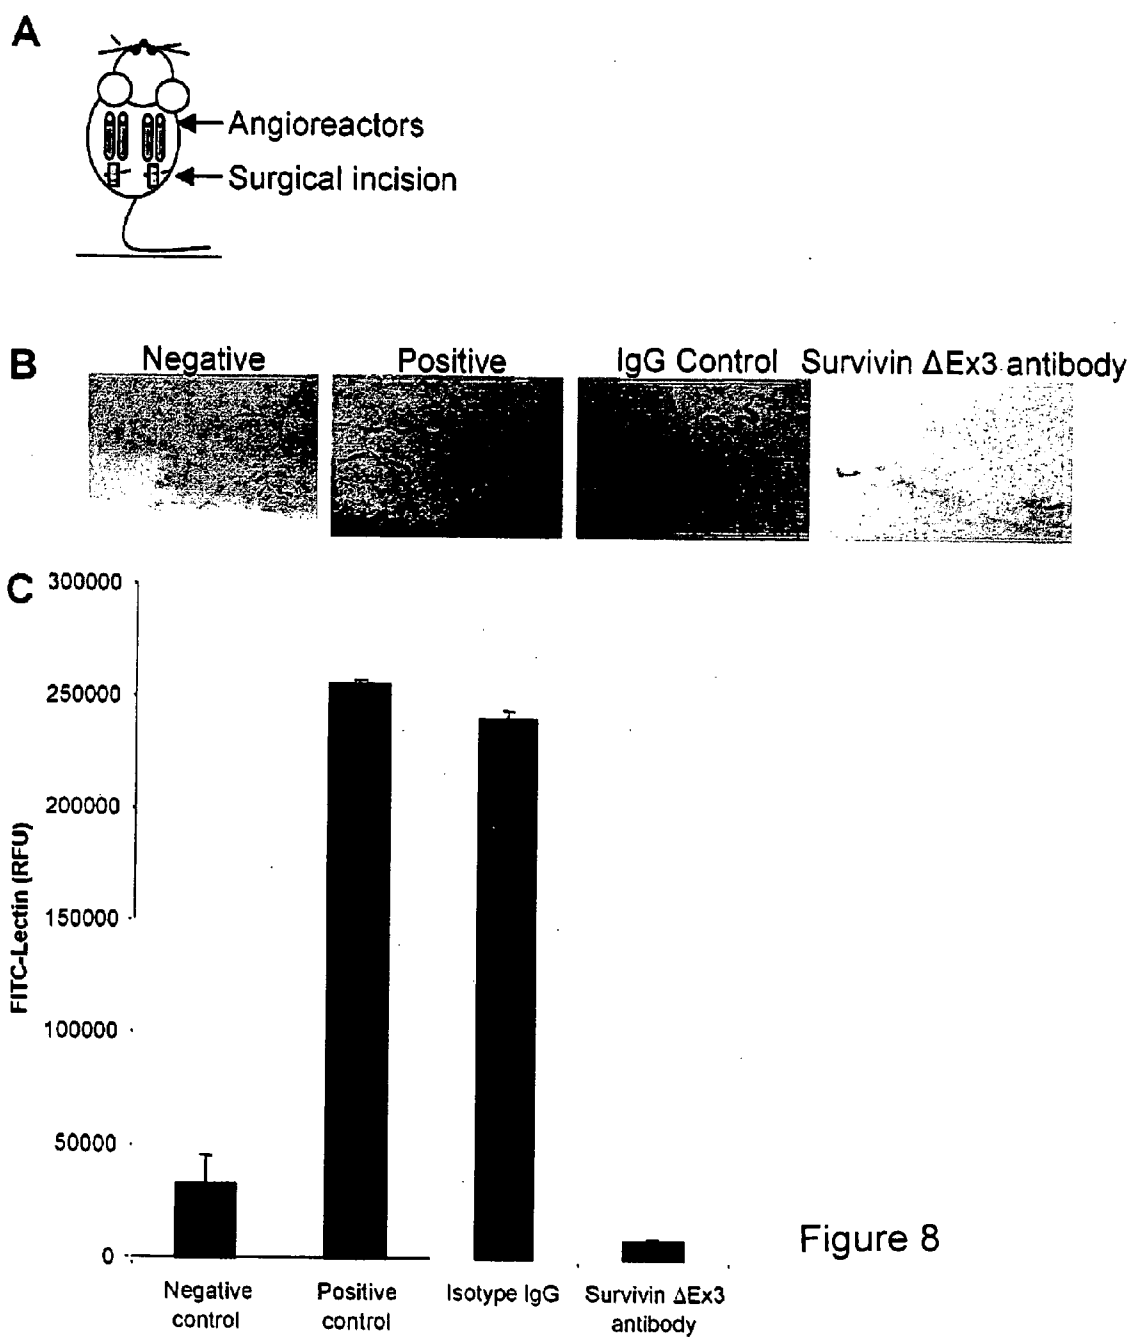 A
Angioreactors
Surgical incision
B
Negative
Positive
IgG Control
Survivin ΔEx3 antibody
C
FITC-Lectin (RFU)
300000
250000
200000
150000
100000
50000
0
Negative
control
Positive
control
Isotype IgG
Survivin ΔEx3
antibody
Figure 8